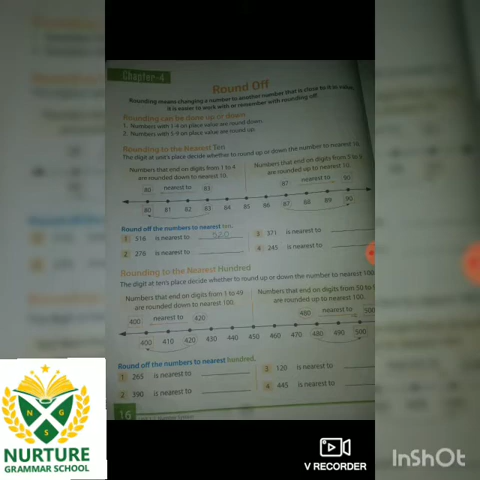 Chapter-4
Round Off
Rounding means changing a number to another number that is close to it in value.
It is easier to work with or remember with rounding off.
Rounding can be done up or down
1. Numbers with 1-4 on place value are round down.
2. Numbers with 5-9 on place value are round up.
Rounding to the Nearest Ten
The digit at unit's place decide whether to round up or down the number to nearest 10.
Numbers that end on digits from 1 to 4
are rounded down to nearest 10.
Numbers that end on digits from 5 to
are rounded up to nearest 10.
80 nearest to 83
87 nearest to 90
80 81 82 83 84 85 86 87 88 89 90
Round off the numbers to nearest ten.
1 516 is nearest to 520
3 371 is nearest to
2 276 is nearest to
4 245 is nearest to
Rounding to the Nearest Hundred
The digit at ten's place decide whether to round up or down the number to nearest 100
Numbers that end on digits from 1 to 49
are rounded down to nearest 100.
Numbers that end on digits from 50 to
are rounded up to nearest 100.
400 nearest to 420
480 nearest to 500
400 410 420 430 440 450 460 470 480 490 500
Round off the numbers to nearest hundred.
1 265 is nearest to
3 120 is nearest to
2 390 is nearest to
4 445 is nearest to
16
N G
S
NURTURE
GRAMMAR SCHOOL
V RECORDER
InShOt